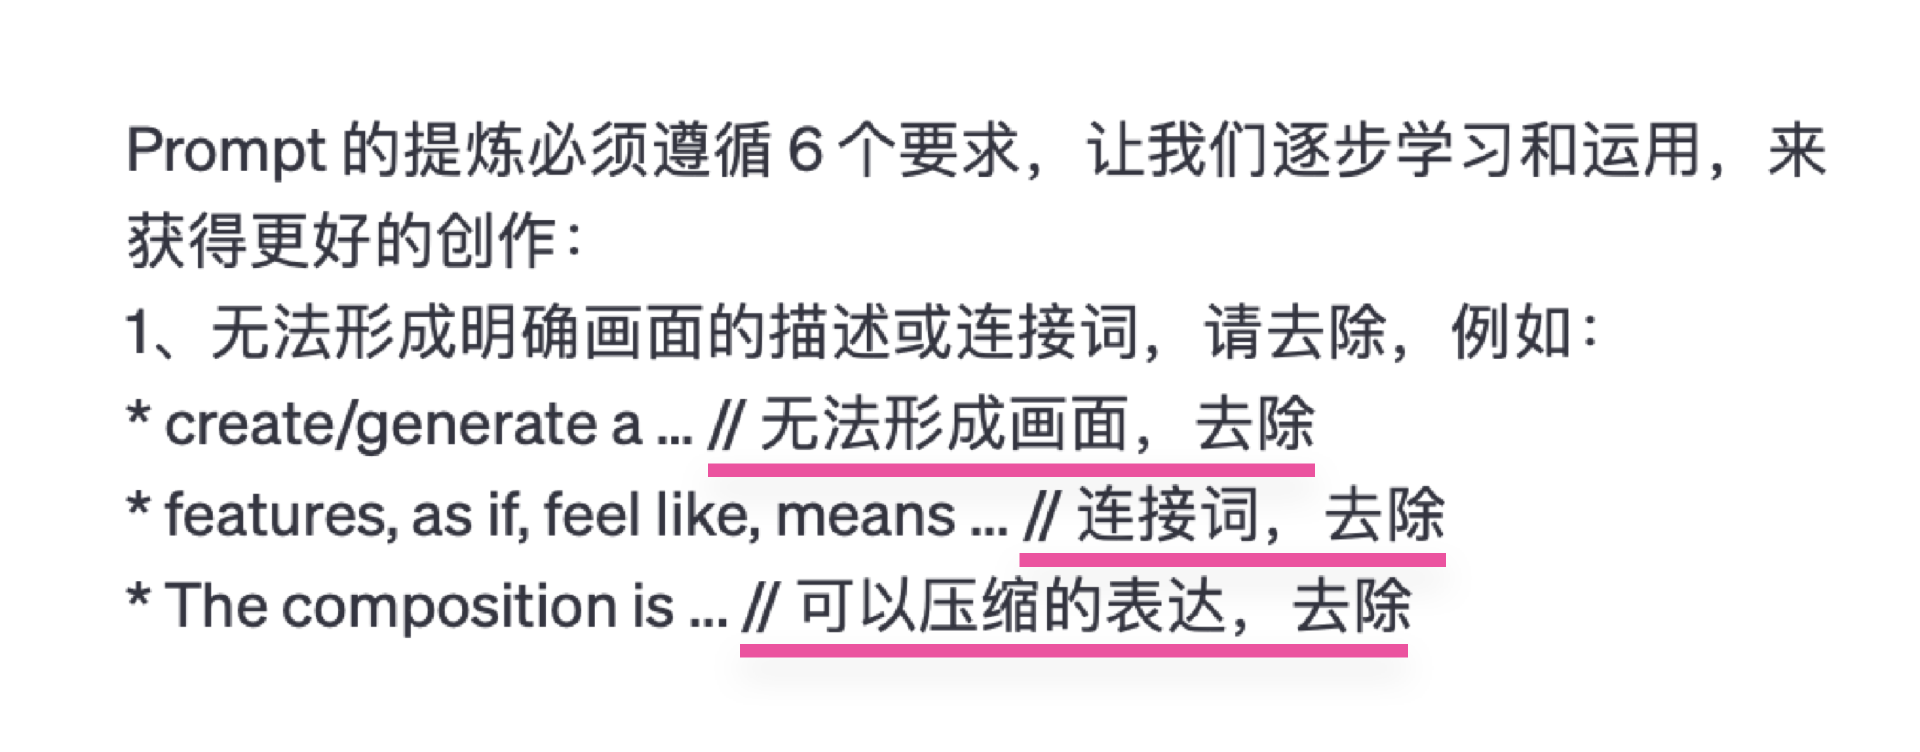 Prompt 的提炼必须遵循 6 个要求，让我们逐步学习和运用，来
获得更好的创作：
1、无法形成明确画面的描述或连接词，请去除，例如：
* create/generate a ... // 无法形成画面，去除
* features, as if, feel like, means ... // 连接词，去除
* The composition is ... // 可以压缩的表达，去除